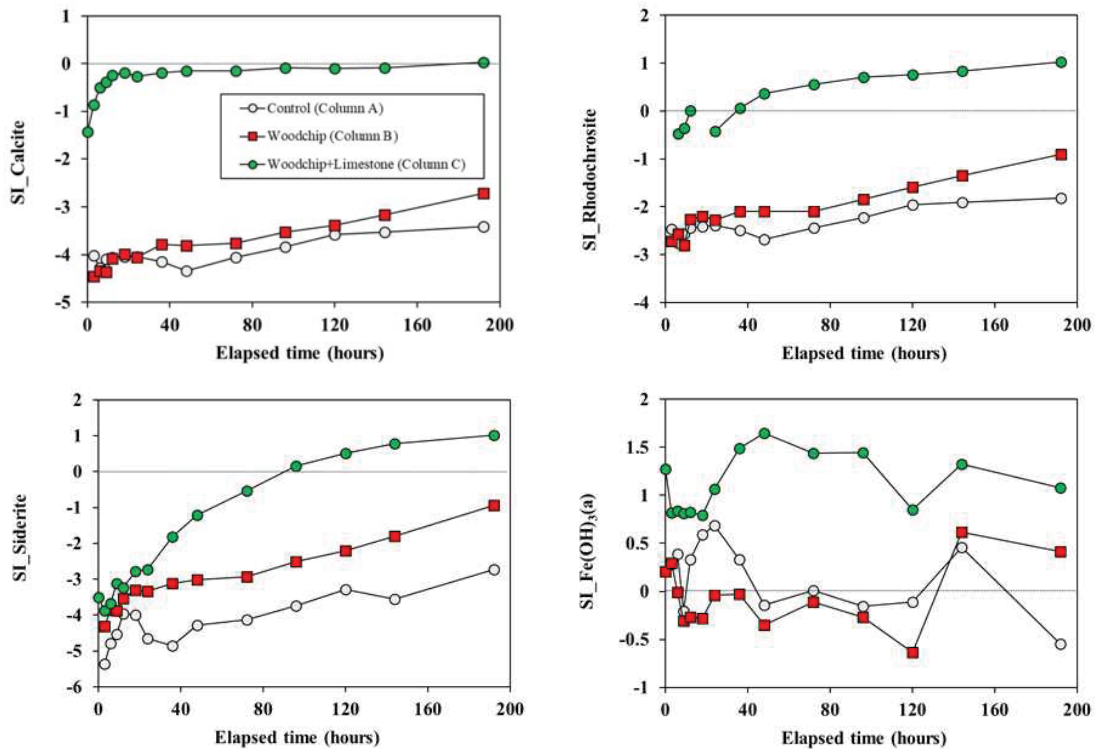 1
0
-1
-2
-3
-4
-5
SI_Calcite
0 40 80 120 160 200
Elapsed time (hours)
Control (Column A)
Woodchip (Column B)
Woodchip+Limestone (Column C)
2
1
0
-1
-2
-3
-4
SI_Rhodochrosite
0 40 80 120 160 200
Elapsed time (hours)
2
1
0
-1
-2
-3
-4
-5
-6
SI_Siderite
0 40 80 120 160 200
Elapsed time (hours)
2
1.5
1
0.5
0
-0.5
-1
SI_Fe(OH)₃(a)
0 40 80 120 160 200
Elapsed time (hours)